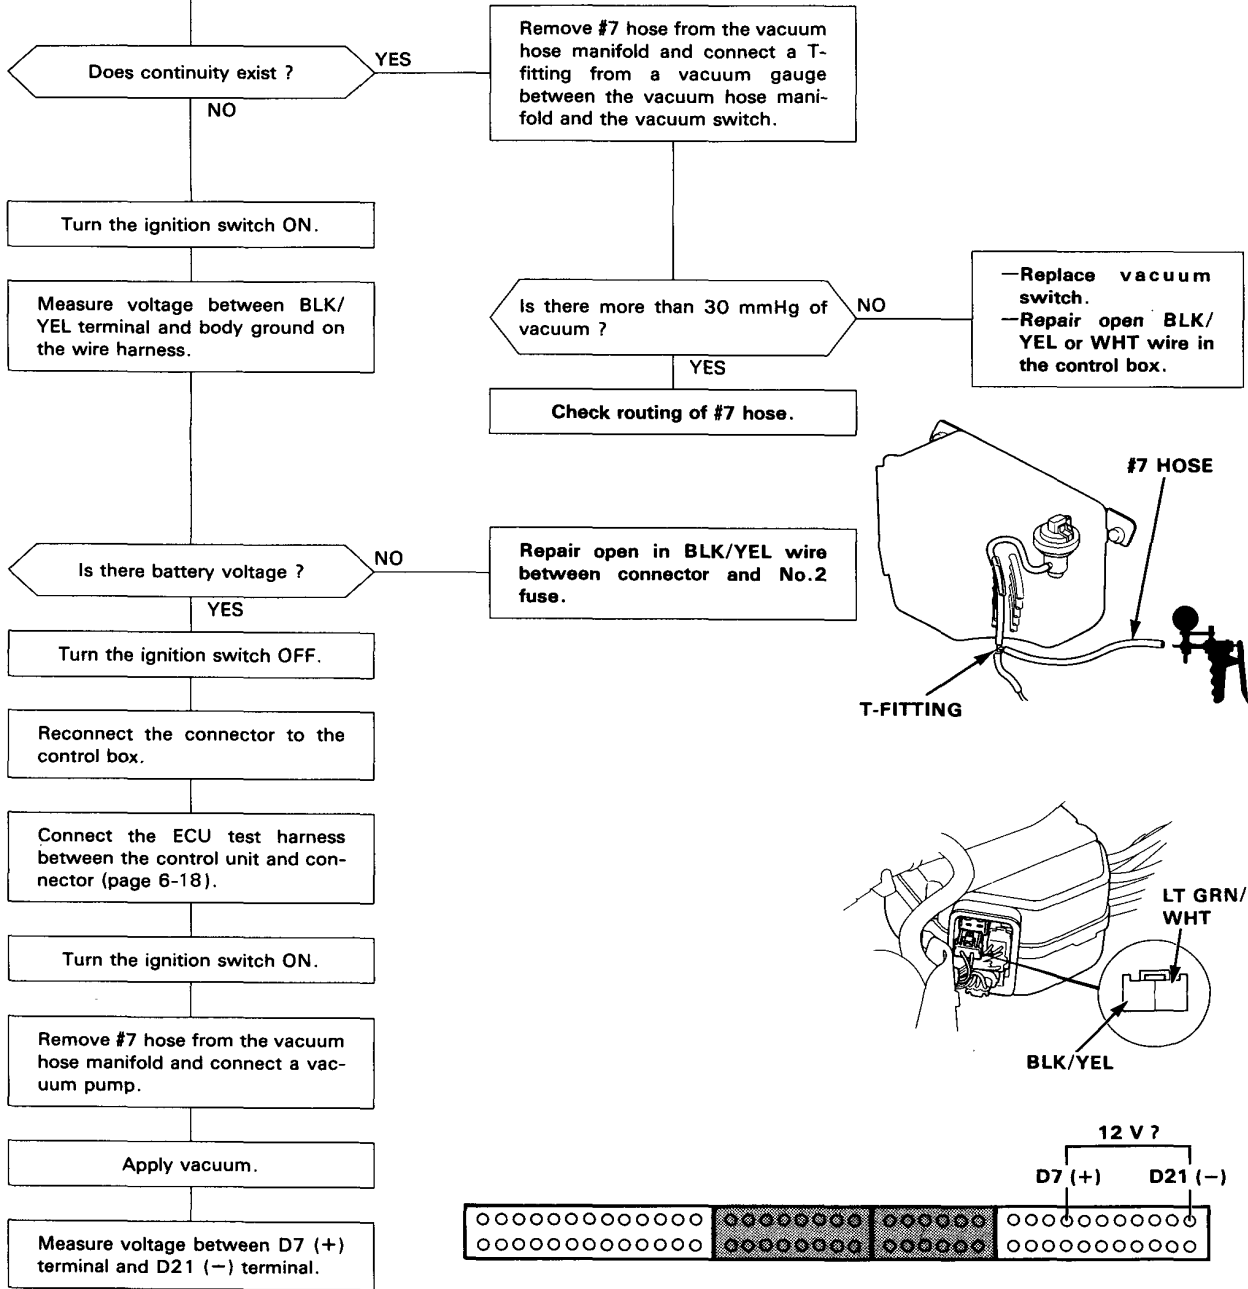 Does continuity exist ?
YES
NO
Remove #7 hose from the vacuum
hose manifold and connect a T-
fitting from a vacuum gauge
between the vacuum hose mani-
fold and the vacuum switch.
Turn the ignition switch ON.
Measure voltage between BLK/
YEL terminal and body ground on
the wire harness.
Is there more than 30 mmHg of
vacuum ?
NO
YES
—Replace vacuum
switch.
—Repair open BLK/
YEL or WHT wire in
the control box.
Check routing of #7 hose.
#7 HOSE
T-FITTING
Is there battery voltage ?
NO
YES
Repair open in BLK/YEL wire
between connector and No.2
fuse.
Turn the ignition switch OFF.
Reconnect the connector to the
control box.
Connect the ECU test harness
between the control unit and con-
nector (page 6-18).
Turn the ignition switch ON.
Remove #7 hose from the vacuum
hose manifold and connect a vac-
uum pump.
Apply vacuum.
Measure voltage between D7 (+)
terminal and D21 (−) terminal.
LT GRN/
WHT
BLK/YEL
12 V ?
D7 (+)
D21 (−)